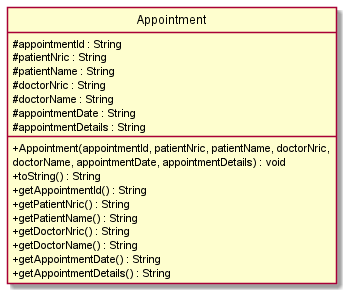 Appointment
#appointmentId : String
#patientNric : String
#patientName : String
#doctorNric : String
#doctorName : String
#appointmentDate : String
#appointmentDetails : String
+Appointment(appointmentId, patientNric, patientName, doctorNric,
doctorName, appointmentDate, appointmentDetails) : void
+toString() : String
+getAppointmentId() : String
+getPatientNric() : String
+getPatientName() : String
+getDoctorNric() : String
+getDoctorName() : String
+getAppointmentDate() : String
+getAppointmentDetails() : String